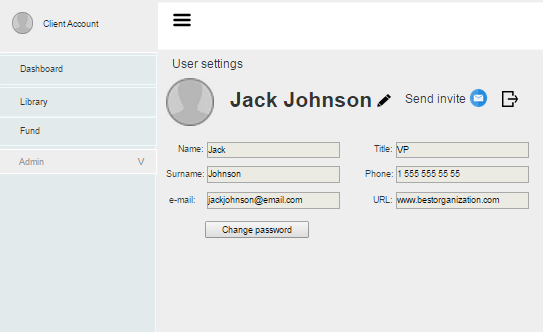 Client Account
Dashboard
Library
Fund
Admin V
User settings
Jack Johnson Send invite
Name: Jack Title: VP
Surname: Johnson Phone: 1 555 555 55 55
e-mail: jackjohnson@email.com URL: www.bestorganization.com
Change password